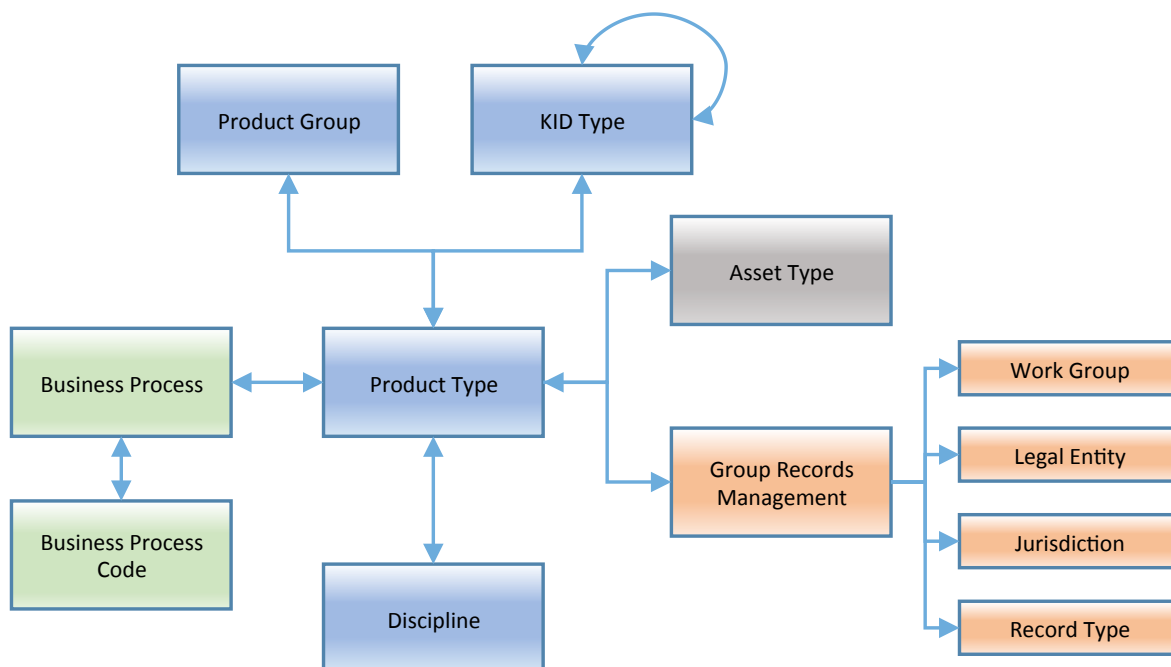 Product Group
KID Type
Asset Type
Business Process
Product Type
Work Group
Group Records
Management
Legal Entity
Business Process
Code
Jurisdiction
Discipline
Record Type